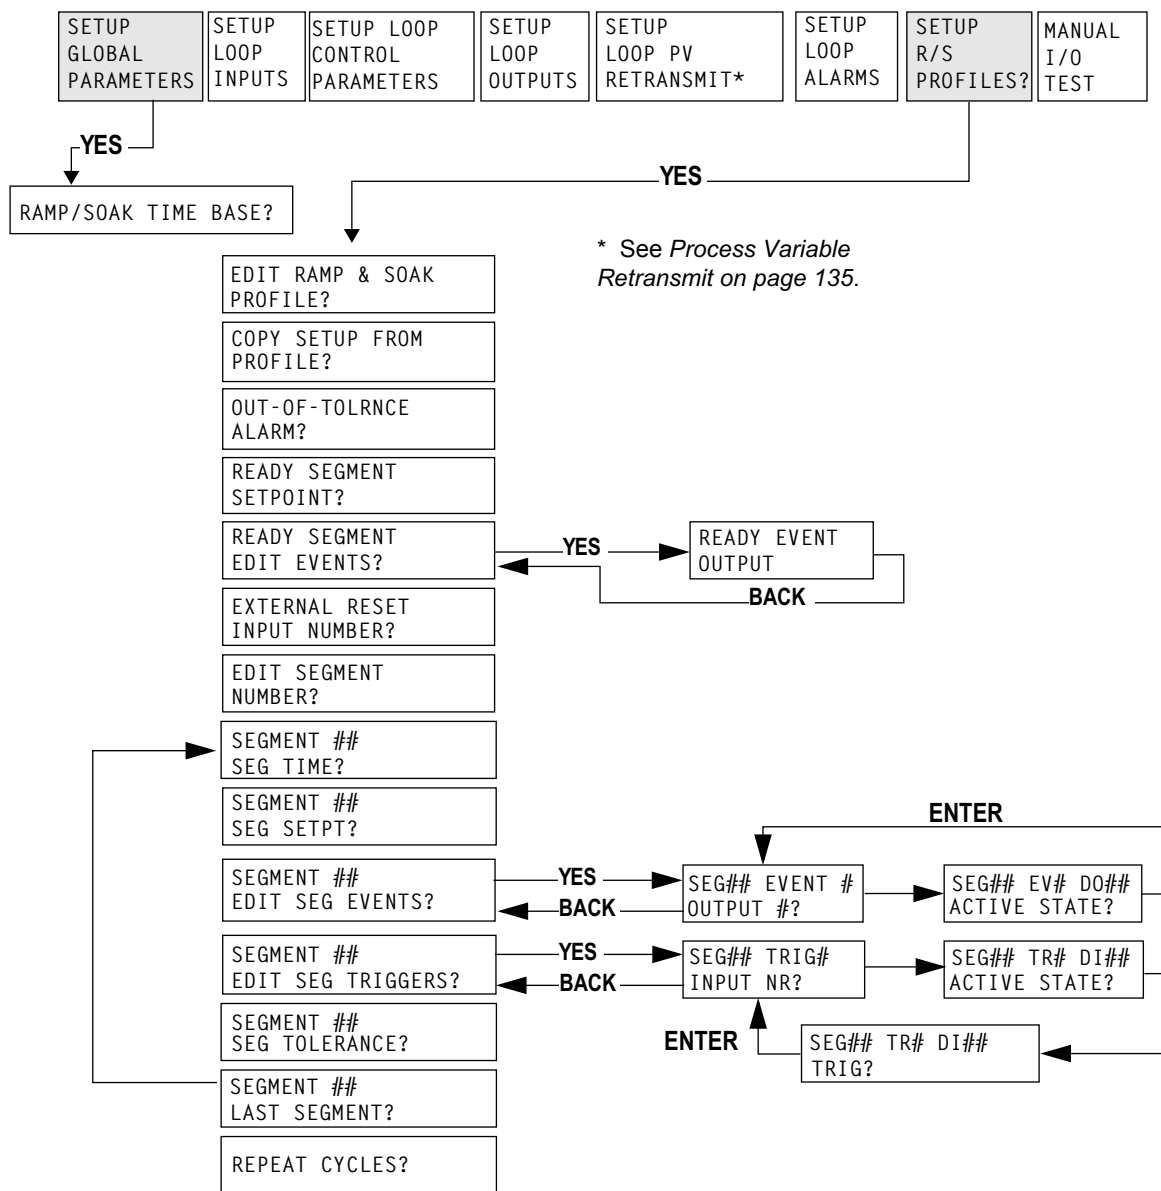 SETUP
GLOBAL
PARAMETERS
SETUP
LOOP
INPUTS
SETUP LOOP
CONTROL
PARAMETERS
SETUP
LOOP
OUTPUTS
SETUP
LOOP PV
RETRANSMIT*
SETUP
LOOP
ALARMS
SETUP
R/S
PROFILES?
MANUAL
I/O
TEST
YES
YES
RAMP/SOAK TIME BASE?
* See Process Variable
Retransmit on page 135.
EDIT RAMP & SOAK
PROFILE?
COPY SETUP FROM
PROFILE?
OUT-OF-TOLRNCE
ALARM?
READY SEGMENT
SETPOINT?
READY SEGMENT
EDIT EVENTS?
YES
READY EVENT
OUTPUT
BACK
EXTERNAL RESET
INPUT NUMBER?
EDIT SEGMENT
NUMBER?
SEGMENT ##
SEG TIME?
SEGMENT ##
SEG SETPT?
ENTER
SEGMENT ##
EDIT SEG EVENTS?
YES
BACK
SEG## EVENT #
OUTPUT #?
SEG## EV# DO##
ACTIVE STATE?
SEGMENT ##
EDIT SEG TRIGGERS?
YES
BACK
SEG## TRIG#
INPUT NR?
SEG## TR# DI##
ACTIVE STATE?
SEGMENT ##
SEG TOLERANCE?
ENTER
SEG## TR# DI##
TRIG?
SEGMENT ##
LAST SEGMENT?
REPEAT CYCLES?